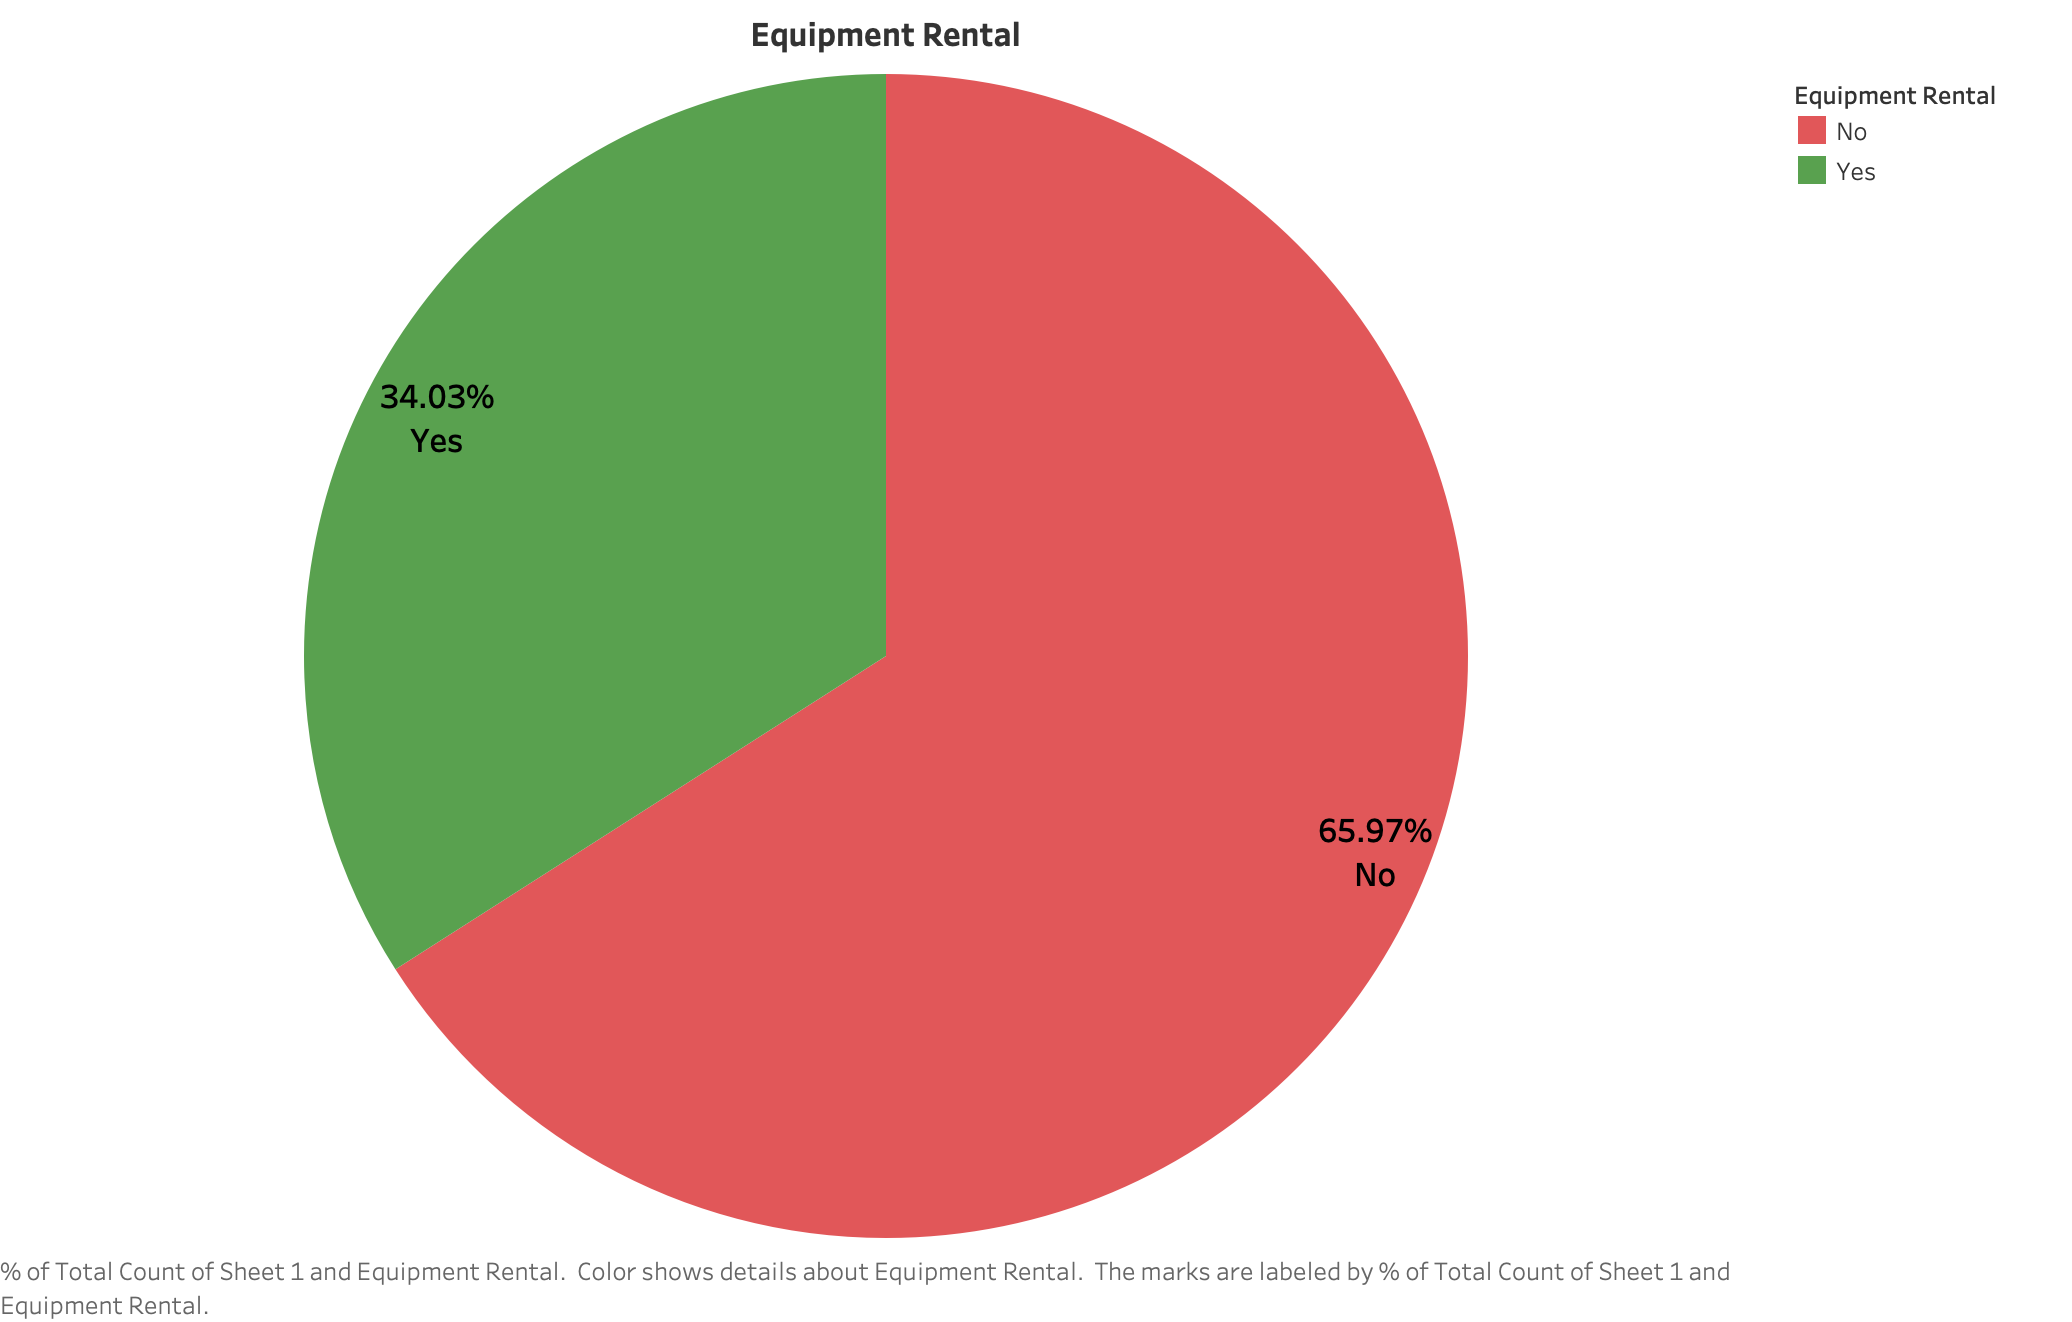 Equipment Rental
Equipment Rental
No
Yes
34.03%
Yes
65.97%
No
% of Total Count of Sheet 1 and Equipment Rental.  Color shows details about Equipment Rental.  The marks are labeled by % of Total Count of Sheet 1 and
Equipment Rental.